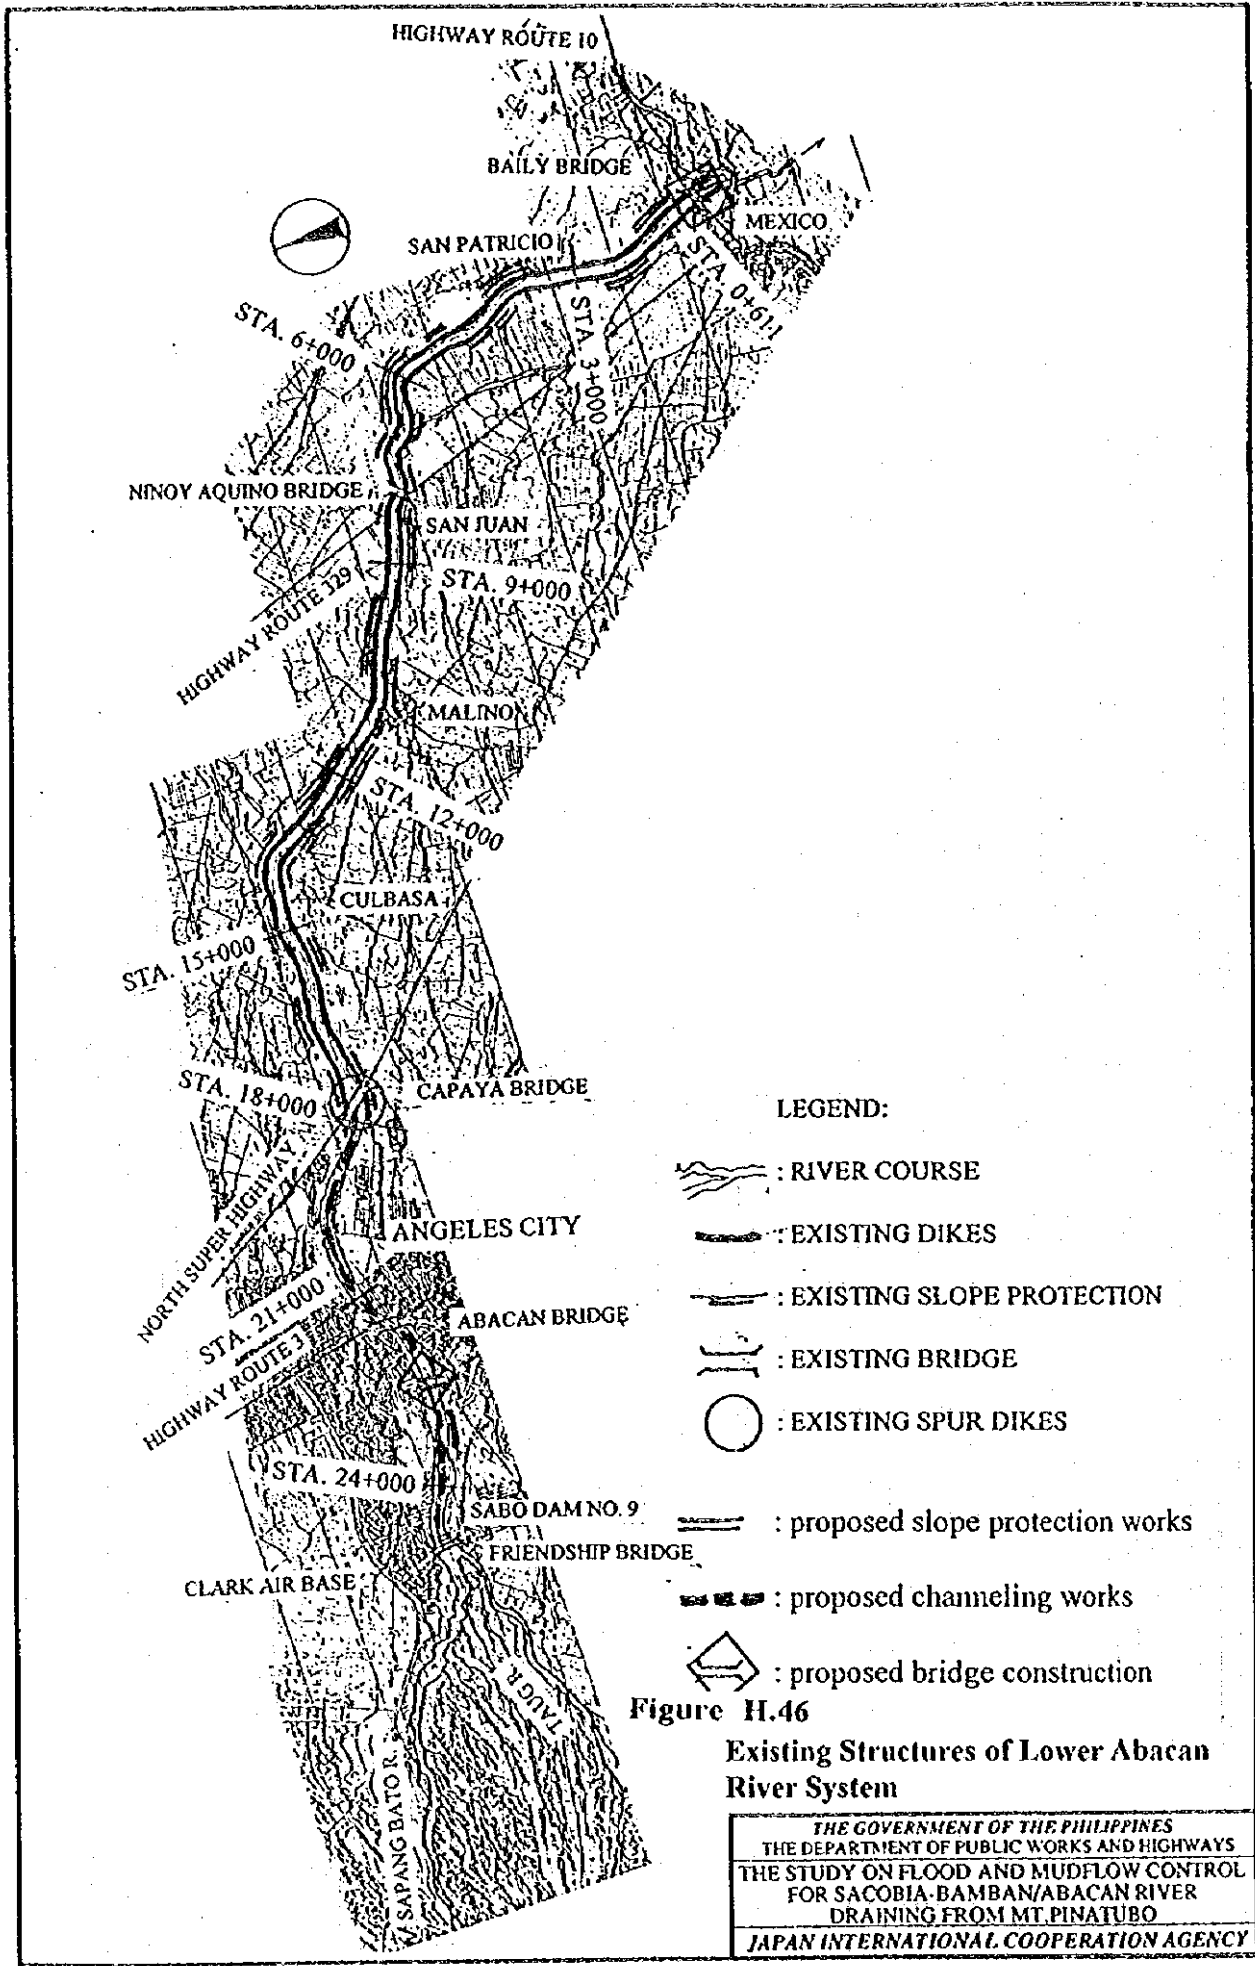 HIGHWAY ROUTE 10
BAILY BRIDGE
MEXICO
SAN PATRICIO
STA. 0+611
STA. 6+000
STA. 3+000
NINOY AQUINO BRIDGE
SAN JUAN
STA. 9+000
HIGHWAY ROUTE 329
MALINO
STA. 12+000
CULBASA
STA. 15+000
STA. 18+000
CAPAYA BRIDGE
NORTH SUPER HIGHWAY
ANGELES CITY
STA. 21+000
ABACAN BRIDGE
HIGHWAY ROUTE 3
STA. 24+000
SABO DAM NO. 9
FRIENDSHIP BRIDGE
CLARK AIR BASE
TAUG R.
SAPANG BATO R.
LEGEND:
: RIVER COURSE
: EXISTING DIKES
: EXISTING SLOPE PROTECTION
: EXISTING BRIDGE
: EXISTING SPUR DIKES
: proposed slope protection works
: proposed channeling works
: proposed bridge construction
Figure H.46
Existing Structures of Lower Abacan
River System
THE GOVERNMENT OF THE PHILIPPINES
THE DEPARTMENT OF PUBLIC WORKS AND HIGHWAYS
THE STUDY ON FLOOD AND MUDFLOW CONTROL
FOR SACOBIA-BAMBAN/ABACAN RIVER
DRAINING FROM MT.PINATUBO
JAPAN INTERNATIONAL COOPERATION AGENCY